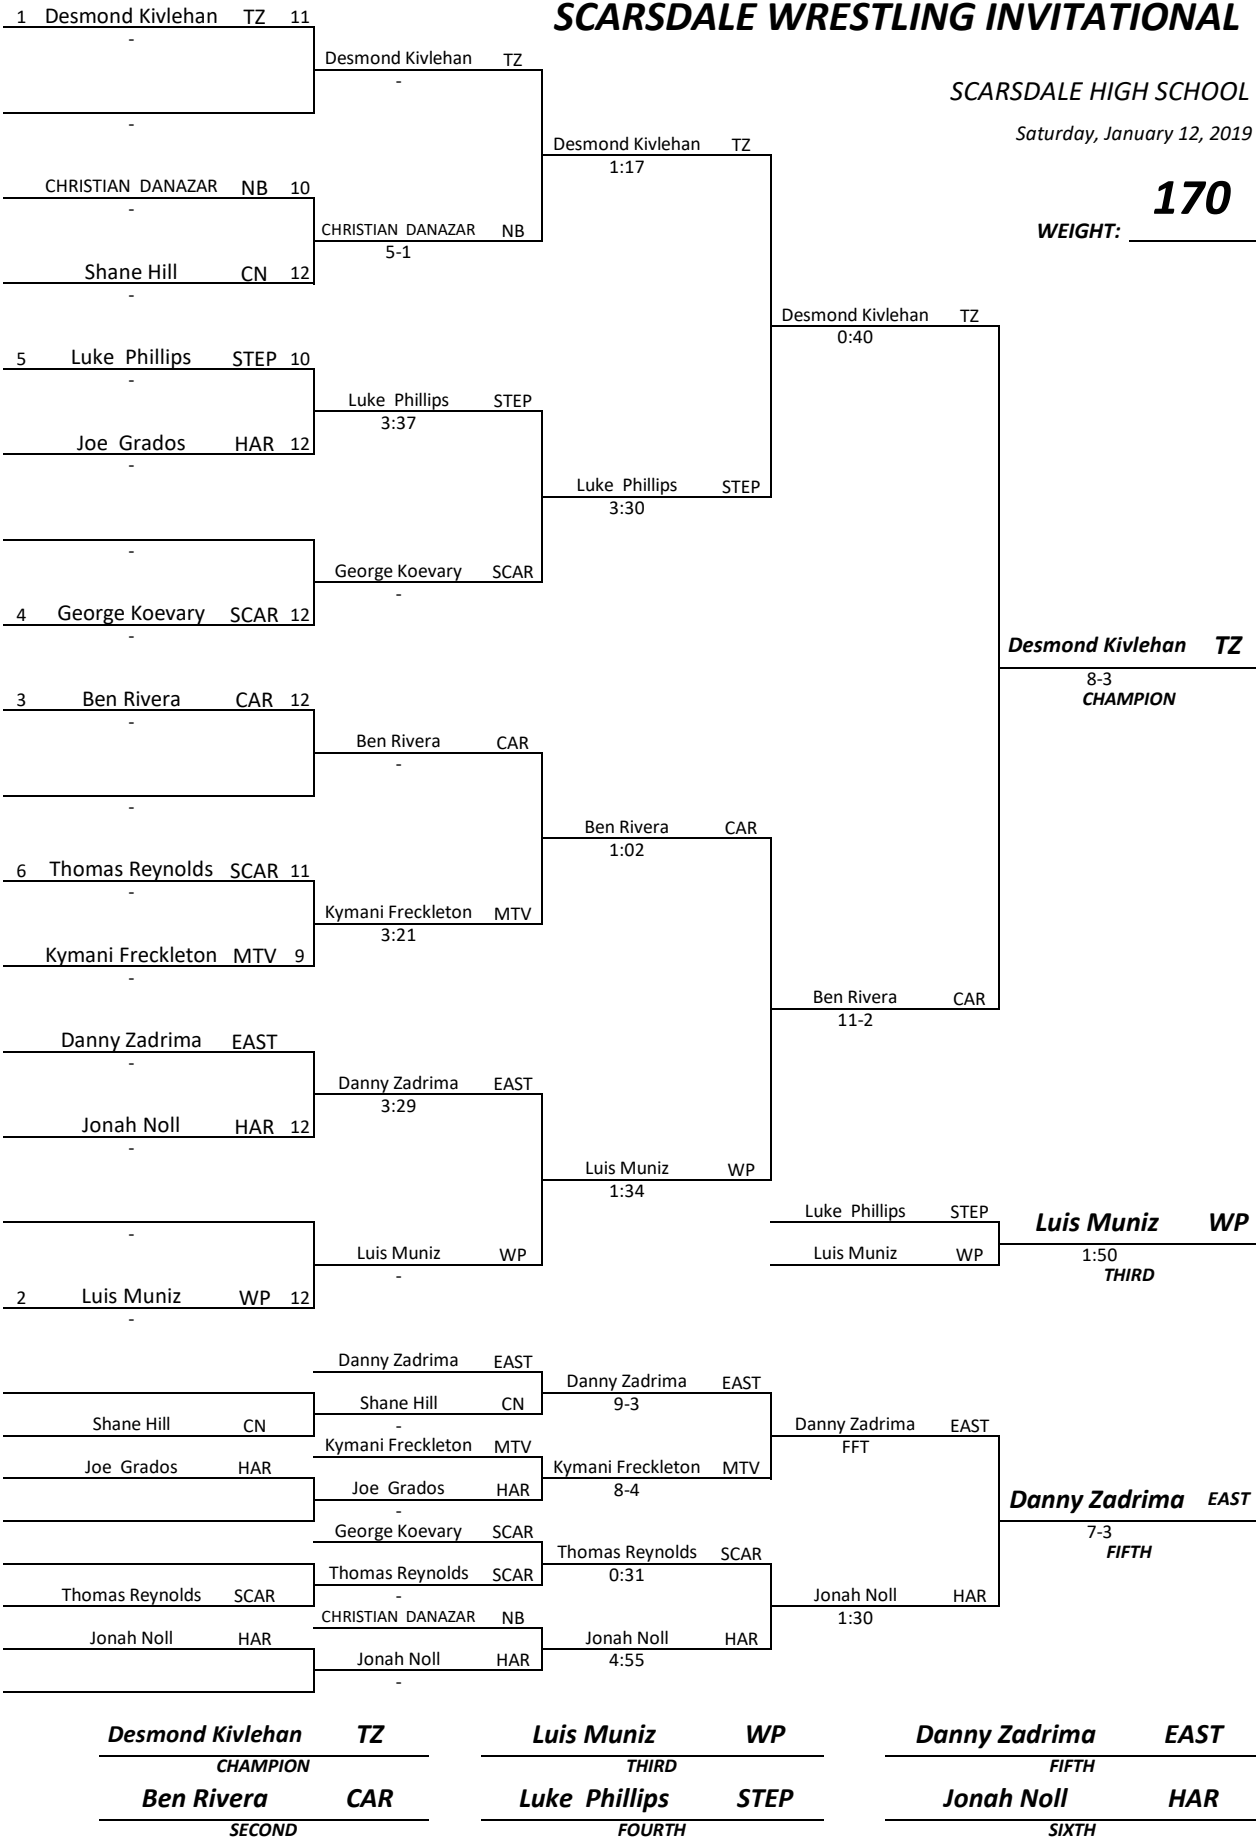 SCARSDALE WRESTLING INVITATIONAL
SCARSDALE HIGH SCHOOL
Saturday, January 12, 2019
170
WEIGHT:
1 Desmond Kivlehan TZ 11
-
-
CHRISTIAN DANAZAR NB 10
-
Shane Hill CN 12
-
5 Luke Phillips STEP 10
-
Joe Grados HAR 12
-
-
4 George Koevary SCAR 12
-
3 Ben Rivera CAR 12
-
-
6 Thomas Reynolds SCAR 11
-
Kymani Freckleton MTV 9
-
Danny Zadrima EAST
-
Jonah Noll HAR 12
-
-
2 Luis Muniz WP 12
-
Desmond Kivlehan TZ
-
CHRISTIAN DANAZAR NB
5-1
Luke Phillips STEP
3:37
George Koevary SCAR
-
Ben Rivera CAR
-
Kymani Freckleton MTV
3:21
Danny Zadrima EAST
3:29
Luis Muniz WP
-
Desmond Kivlehan TZ
1:17
Luke Phillips STEP
3:30
Ben Rivera CAR
1:02
Luis Muniz WP
1:34
Desmond Kivlehan TZ
0:40
Ben Rivera CAR
11-2
Desmond Kivlehan TZ
8-3
CHAMPION
Luke Phillips STEP
Luis Muniz WP
Luis Muniz WP
1:50
THIRD
Shane Hill CN
Joe Grados HAR
Thomas Reynolds SCAR
Jonah Noll HAR
Danny Zadrima EAST
Shane Hill CN
-
Kymani Freckleton MTV
Joe Grados HAR
-
George Koevary SCAR
Thomas Reynolds SCAR
-
CHRISTIAN DANAZAR NB
Jonah Noll HAR
-
Danny Zadrima EAST
9-3
Kymani Freckleton MTV
8-4
Thomas Reynolds SCAR
0:31
Jonah Noll HAR
4:55
Danny Zadrima EAST
FFT
Jonah Noll HAR
1:30
Danny Zadrima EAST
7-3
FIFTH
Desmond Kivlehan TZ
CHAMPION
Luis Muniz WP
THIRD
Danny Zadrima EAST
FIFTH
Ben Rivera CAR
SECOND
Luke Phillips STEP
FOURTH
Jonah Noll HAR
SIXTH